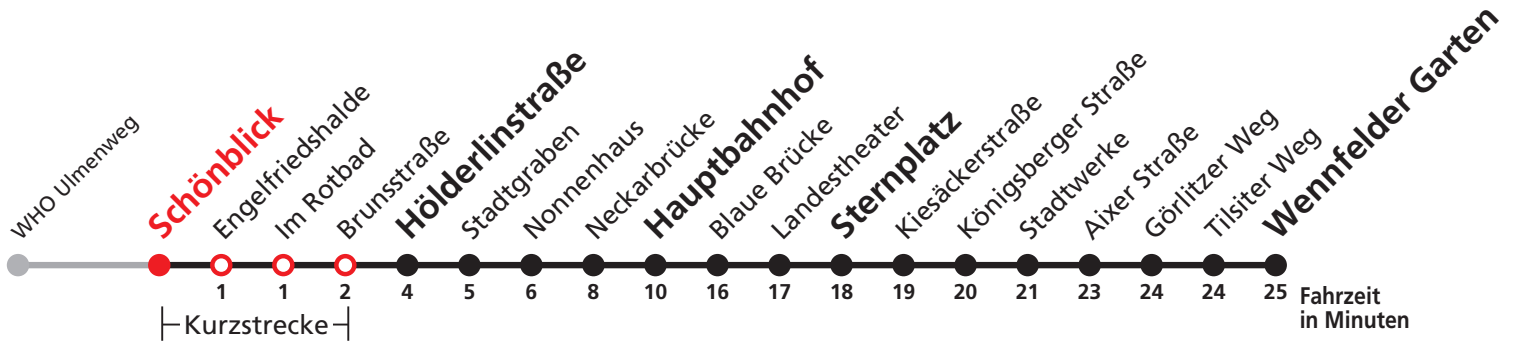 WHO Ulmenweg
Schönblick
Engelfriedshalde
Im Rotbad
Brunsstraße
Hölderlinstraße
Stadtgraben
Nonnenhaus
Neckarbrücke
Hauptbahnhof
Blaue Brücke
Landestheater
Sternplatz
Kiesäckerstraße
Königsberger Straße
Stadtwerke
Aixer Straße
Görlitzer Weg
Tilsiter Weg
Wennfelder Garten
1 1 2 4 5 6 8 10 16 17 18 19 20 21 23 24 24 25 Fahrzeit
in Minuten
Kurzstrecke